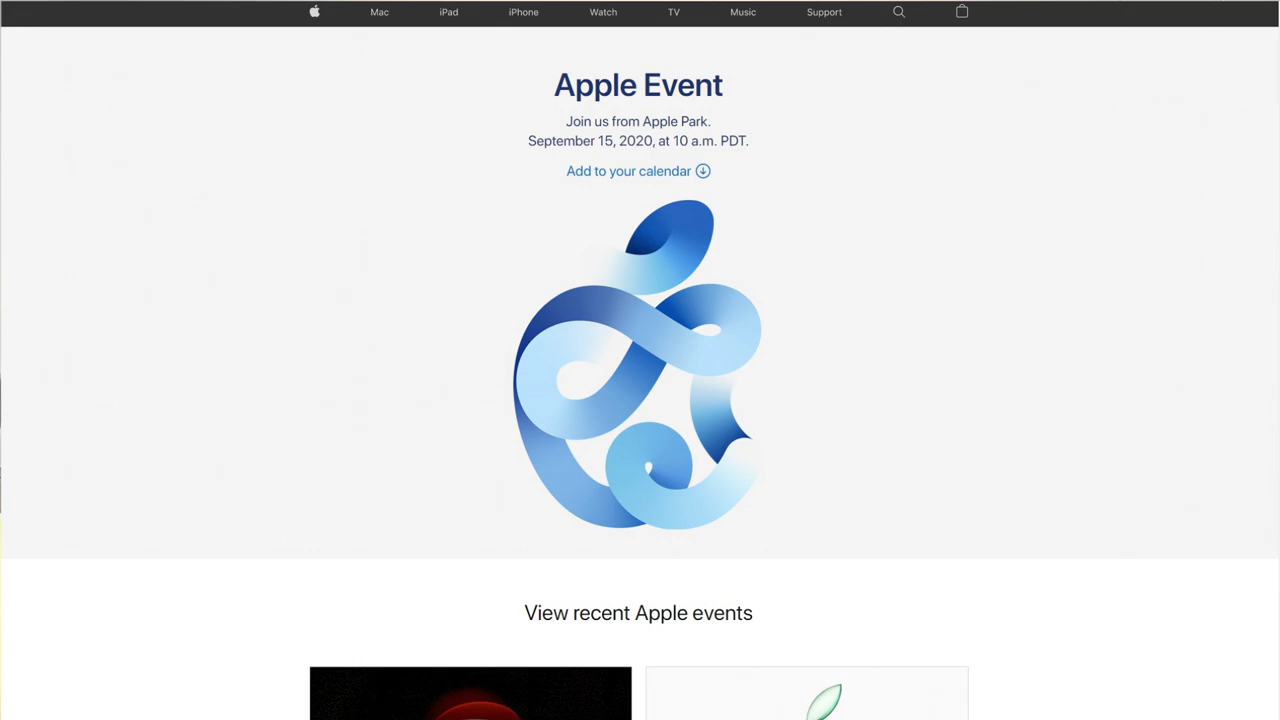 Mac iPad iPhone Watch TV Music Support
Apple Event
Join us from Apple Park.
September 15, 2020, at 10 a.m. PDT.
Add to your calendar
View recent Apple events